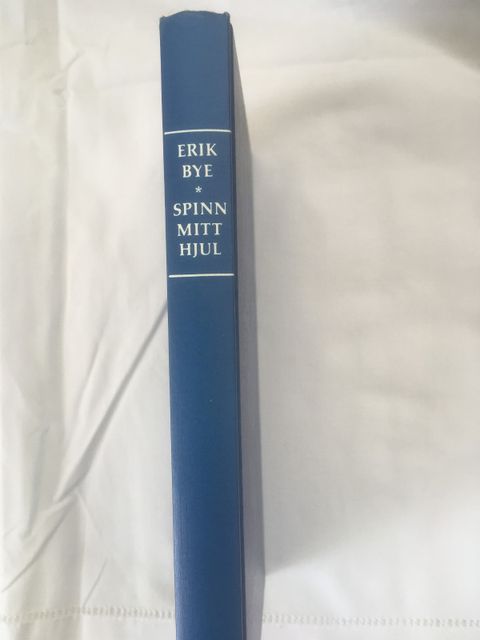 ERIK
BYE
*
SPINN
MITT
HJUL